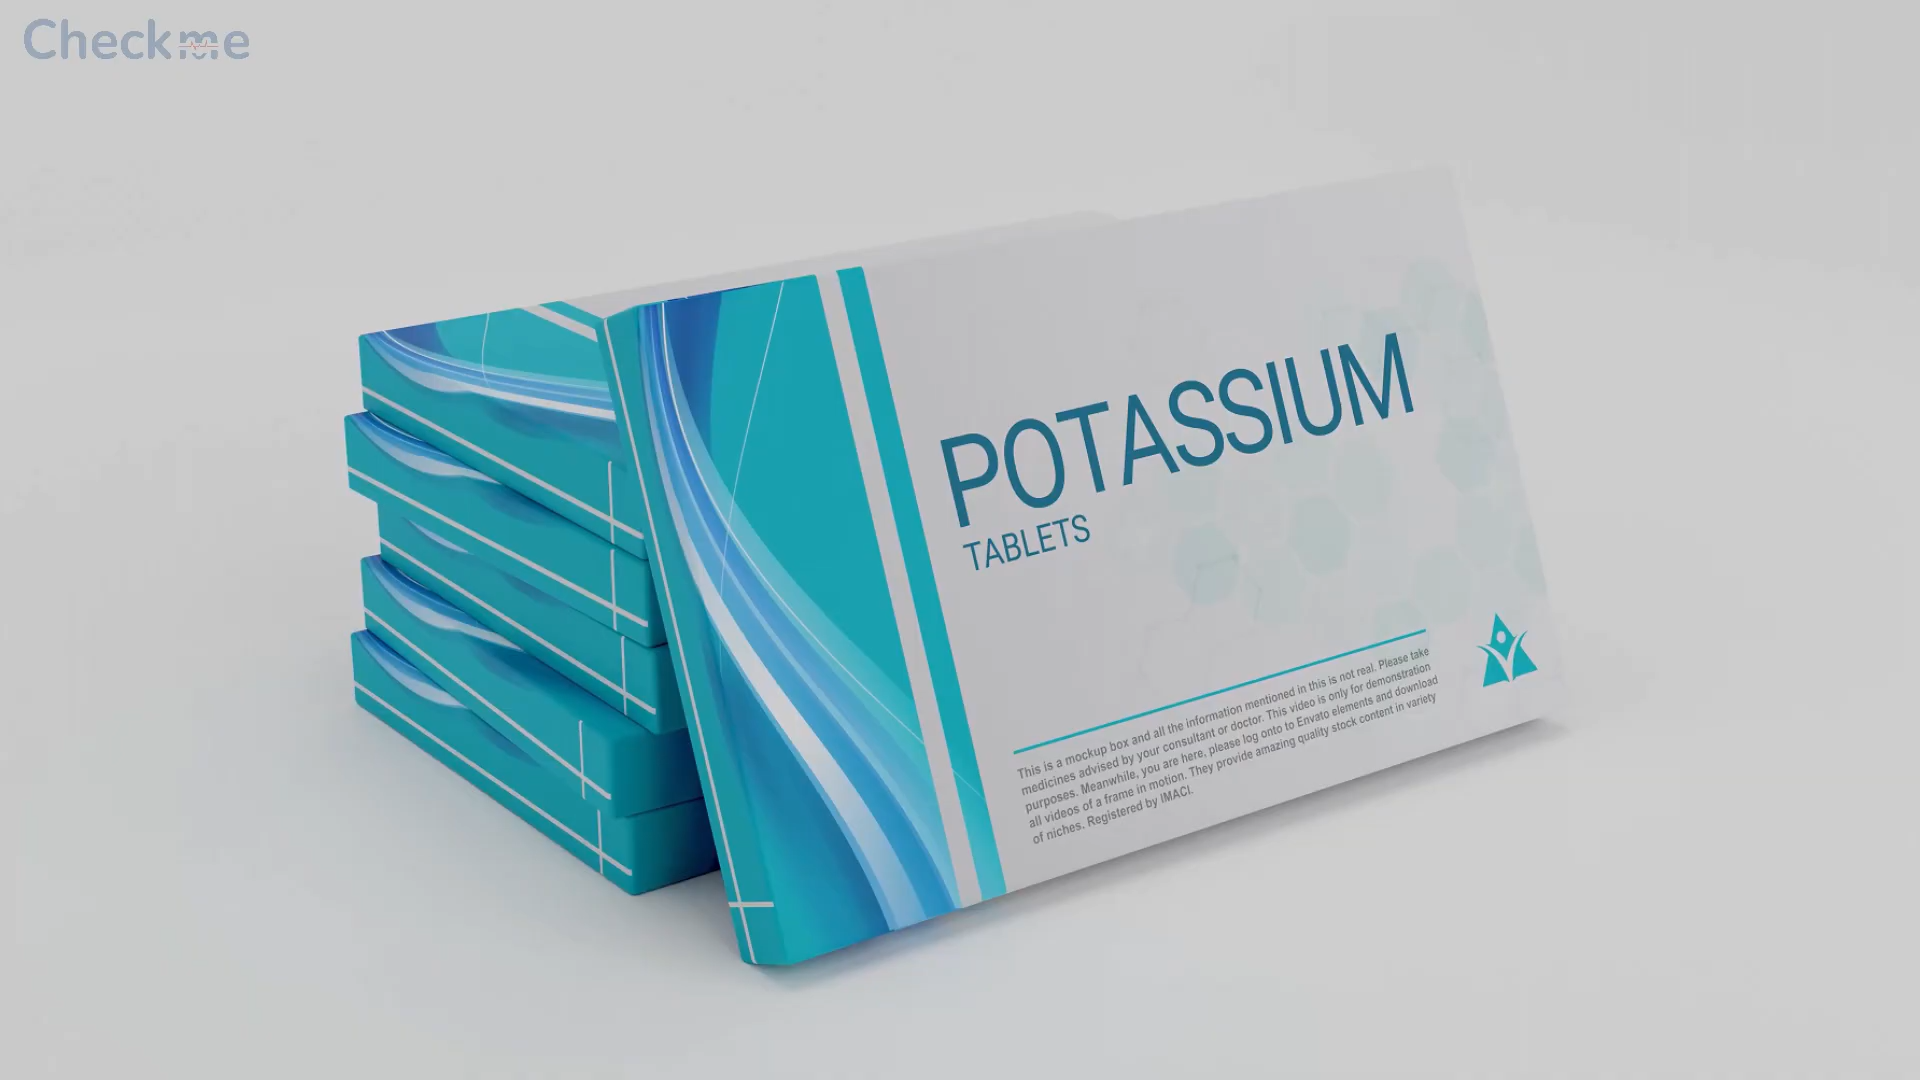 Checkme
POTASSIUM
TABLETS
This is a mockup box and all the information mentioned in this is not real. Please take
medicines advised by your consultant or doctor. This video is only for demonstration
purposes. Meanwhile, you are here, please log onto to Envato elements and download
all videos of a frame in motion. They provide amazing quality stock content in variety
of niches. Registered by IMACI.